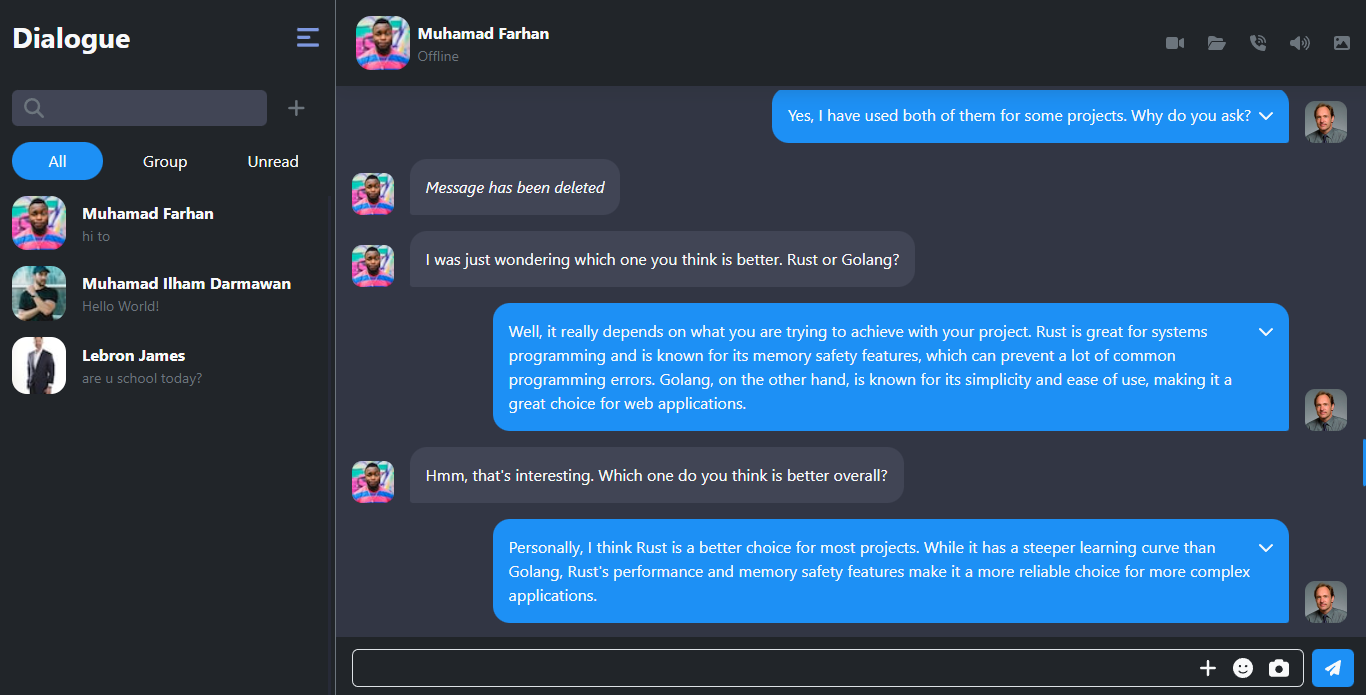 Dialogue
All
Group
Unread
Muhamad Farhan
hi to
Muhamad Ilham Darmawan
Hello World!
Lebron James
are u school today?
Muhamad Farhan
Offline
Yes, I have used both of them for some projects. Why do you ask?
Message has been deleted
I was just wondering which one you think is better. Rust or Golang?
Well, it really depends on what you are trying to achieve with your project. Rust is great for systems
programming and is known for its memory safety features, which can prevent a lot of common
programming errors. Golang, on the other hand, is known for its simplicity and ease of use, making it a
great choice for web applications.
Hmm, that's interesting. Which one do you think is better overall?
Personally, I think Rust is a better choice for most projects. While it has a steeper learning curve than
Golang, Rust's performance and memory safety features make it a more reliable choice for more complex
applications.